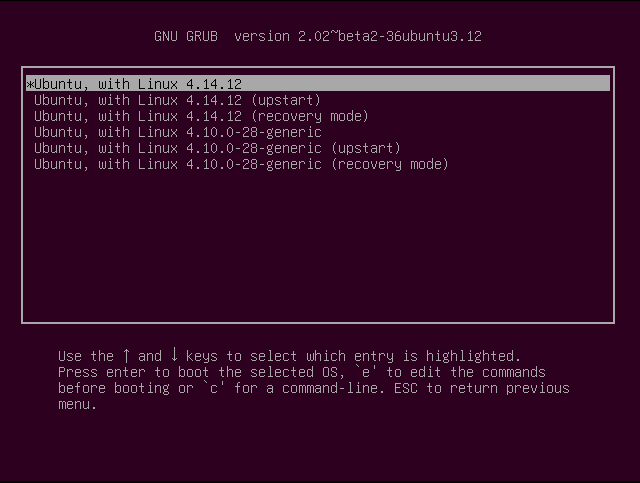 GNU GRUB  version 2.02~beta2-36ubuntu3.12
*Ubuntu, with Linux 4.14.12
Ubuntu, with Linux 4.14.12 (upstart)
Ubuntu, with Linux 4.14.12 (recovery mode)
Ubuntu, with Linux 4.10.0-28-generic
Ubuntu, with Linux 4.10.0-28-generic (upstart)
Ubuntu, with Linux 4.10.0-28-generic (recovery mode)
Use the ↑ and ↓ keys to select which entry is highlighted.
Press enter to boot the selected OS, `e' to edit the commands
before booting or `c' for a command-line. ESC to return previous
menu.